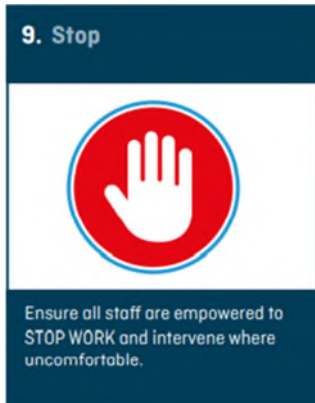 9. Stop
Ensure all staff are empowered to
STOP WORK and intervene where
uncomfortable.